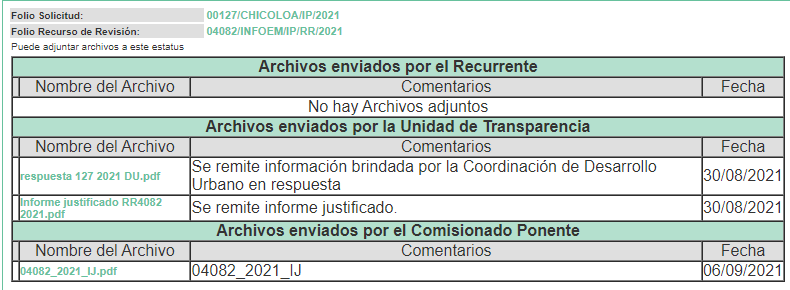 Folio Solicitud: 00127/CHICOLOA/IP/2021
Folio Recurso de Revisión: 04082/INFOEM/IP/RR/2021
Puede adjuntar archivos a este estatus
Archivos enviados por el Recurrente
Nombre del Archivo Comentarios Fecha
No hay Archivos adjuntos
Archivos enviados por la Unidad de Transparencia
Nombre del Archivo Comentarios Fecha
respuesta 127 2021 DU.pdf Se remite información brindada por la Coordinación de Desarrollo
Urbano en respuesta 30/08/2021
Informe justificado RR4082
2021.pdf Se remite informe justificado. 30/08/2021
Archivos enviados por el Comisionado Ponente
Nombre del Archivo Comentarios Fecha
04082_2021_IJ.pdf 04082_2021_IJ 06/09/2021